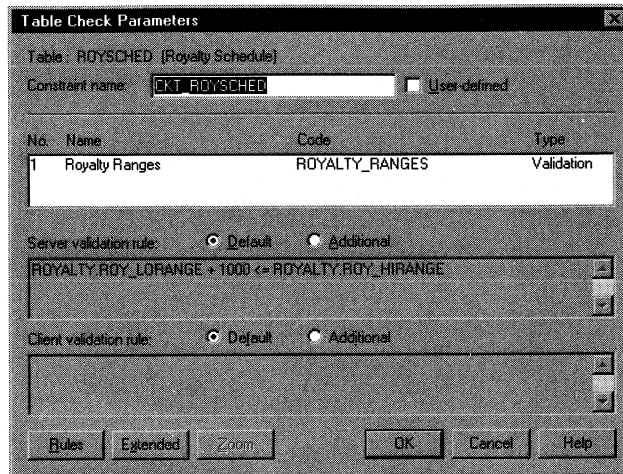 Table Check Parameters
Table : ROYSCHED (Royalty Schedule)
Constraint name: CKT_ROYSCHED User-defined
No. Name Code Type
1 Royalty Ranges ROYALTY_RANGES Validation
Server validation rule: Default Additional
ROYALTY.ROY_LORANGE + 1000 <= ROYALTY.ROY_HIRANGE
Client validation rule: Default Additional
Rules Extended Zoom OK Cancel Help